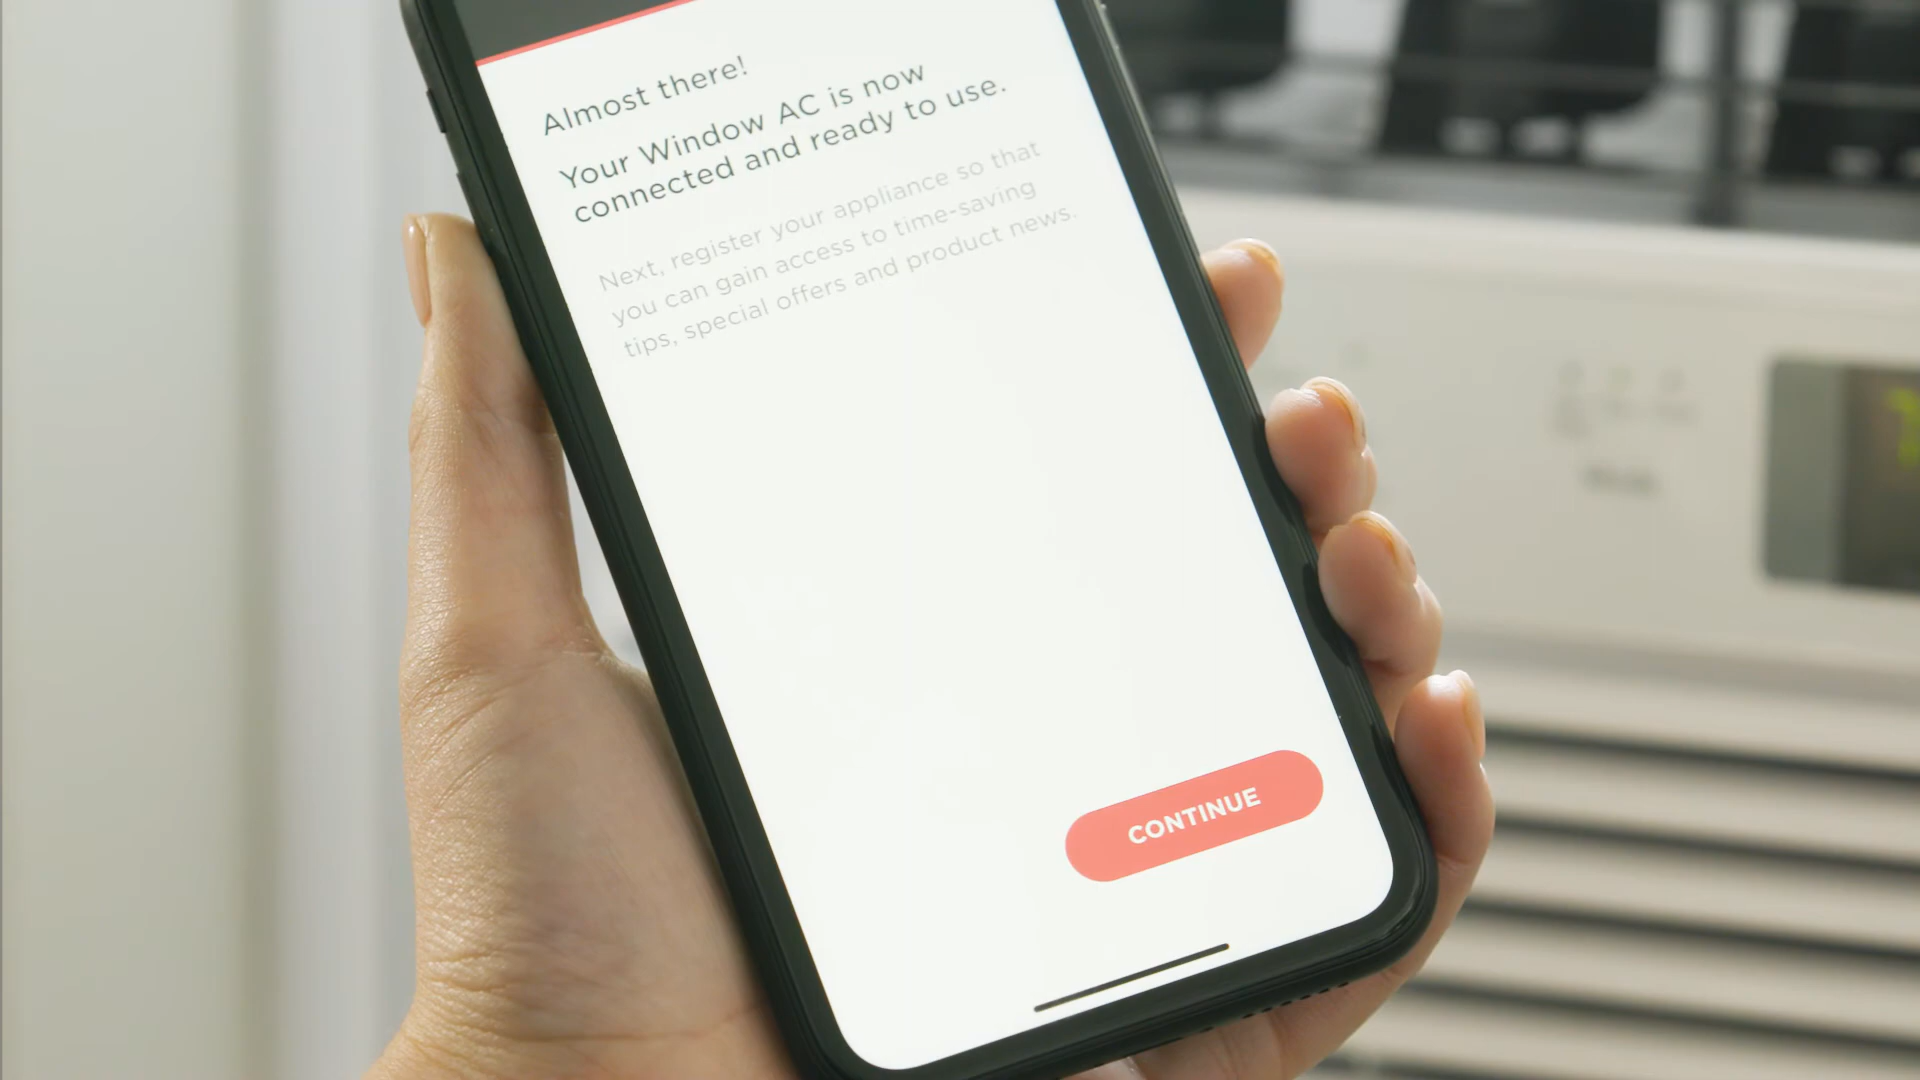 Almost there!
Your Window AC is now
connected and ready to use.
Next, register your appliance so that
you can gain access to time-saving
tips, special offers and product news.
CONTINUE